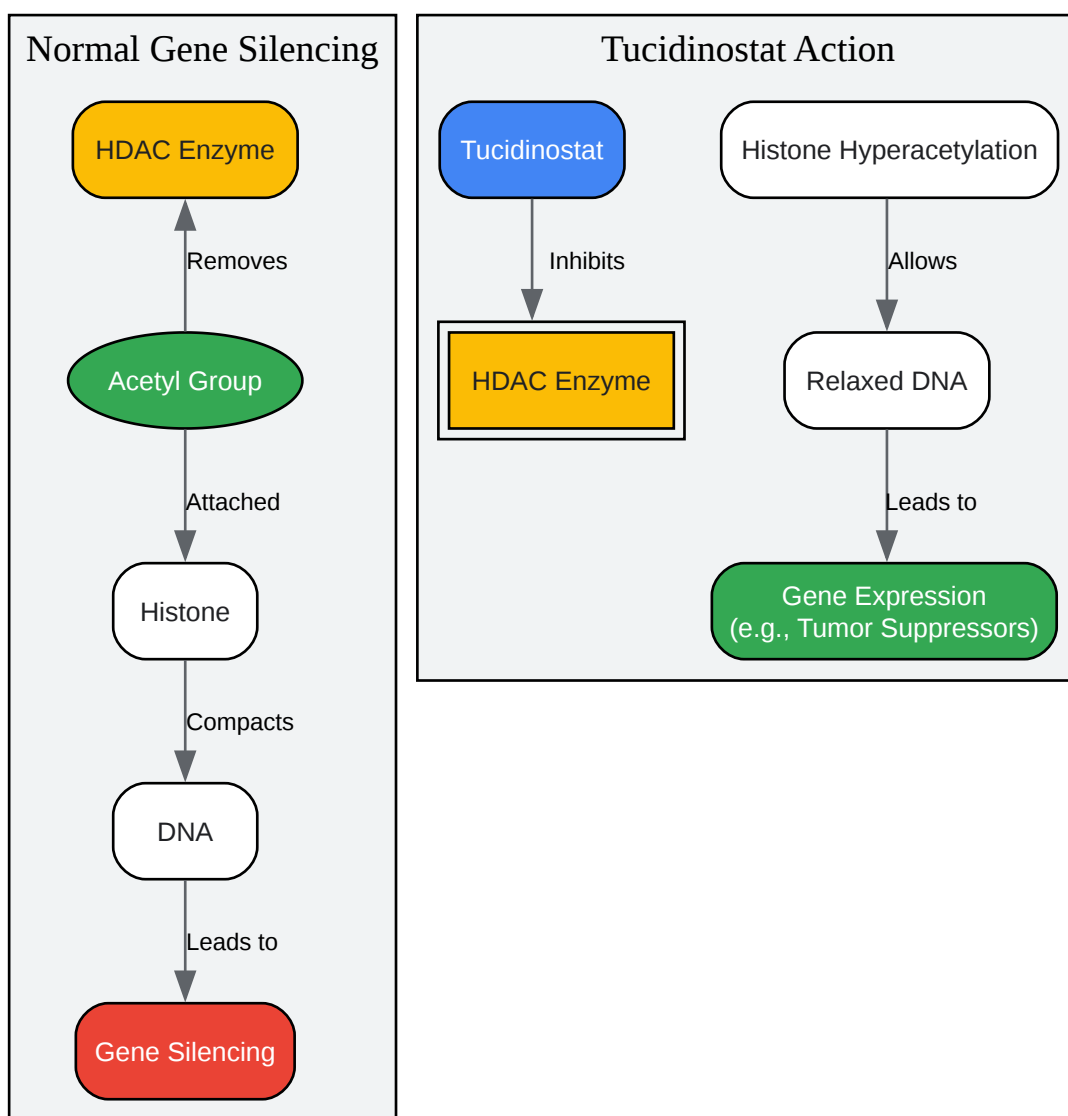 Normal Gene Silencing
HDAC Enzyme
Removes
Acetyl Group
Attached
Histone
Compacts
DNA
Leads to
Gene Silencing
Tucidinostat Action
Tucidinostat
Inhibits
HDAC Enzyme
Histone Hyperacetylation
Allows
Relaxed DNA
Leads to
Gene Expression
(e.g., Tumor Suppressors)